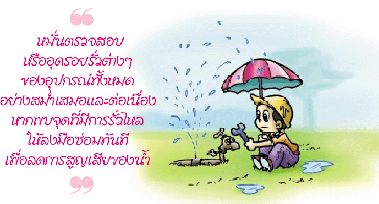 หมั่นตรวจสอบ
หรืออุดรอยรั่วต่างๆ
ของอุปกรณ์ทั้งหมด
อย่างสม่ำเสมอและต่อเนื่อง
หากพบจุดที่มีการรั่วไหล
ให้ลงมือซ่อมทันที
เพื่อลดการสูญเสียของน้ำ